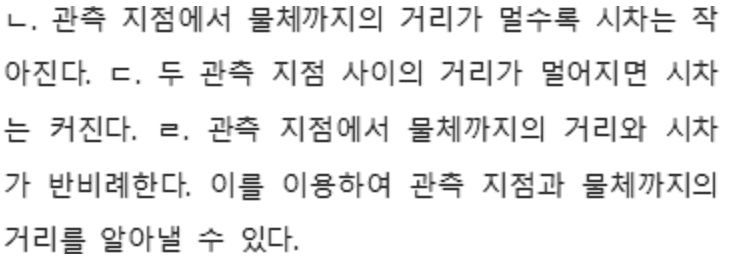 ㄴ. 관측 지점에서 물체까지의 거리가 멀수록 시차는 작
아진다. ㄷ. 두 관측 지점 사이의 거리가 멀어지면 시차
는 커진다. ㄹ. 관측 지점에서 물체까지의 거리와 시차
가 반비례한다. 이를 이용하여 관측 지점과 물체까지의
거리를 알아낼 수 있다.